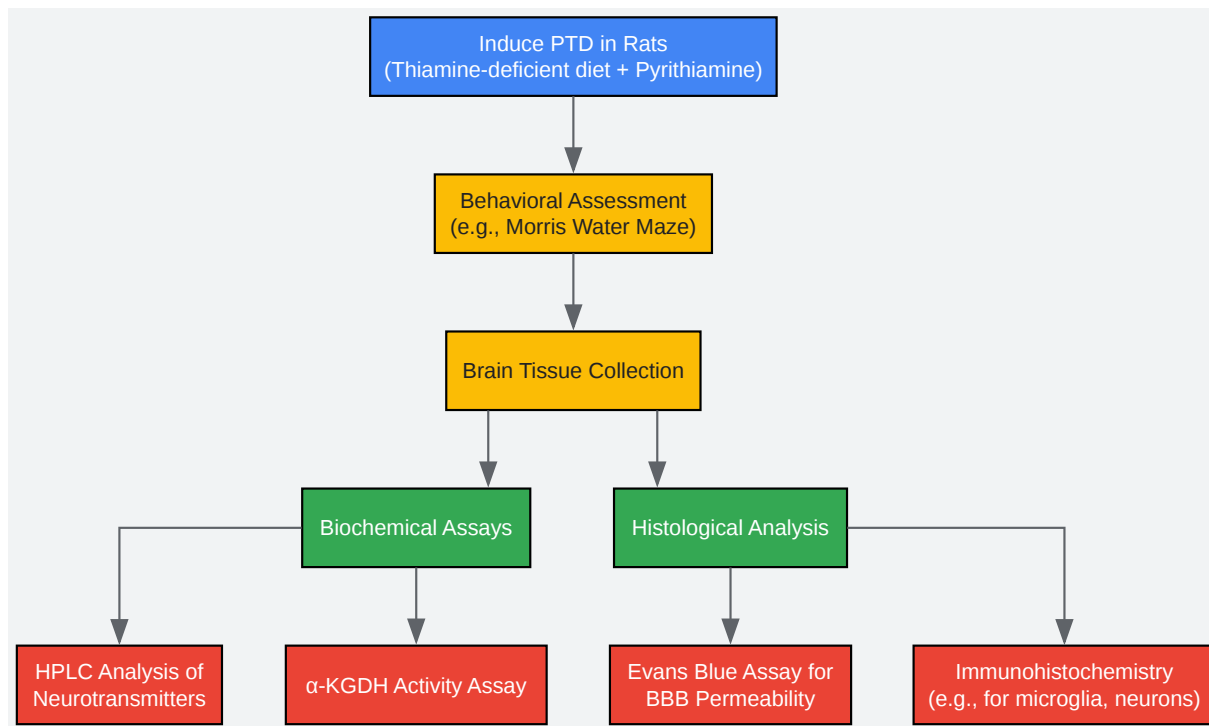 Induce PTD in Rats
(Thiamine-deficient diet + Pyrithiamine)
Behavioral Assessment
(e.g., Morris Water Maze)
Brain Tissue Collection
Biochemical Assays
Histological Analysis
HPLC Analysis of
Neurotransmitters
α-KGDH Activity Assay
Evans Blue Assay for
BBB Permeability
Immunohistochemistry
(e.g., for microglia, neurons)